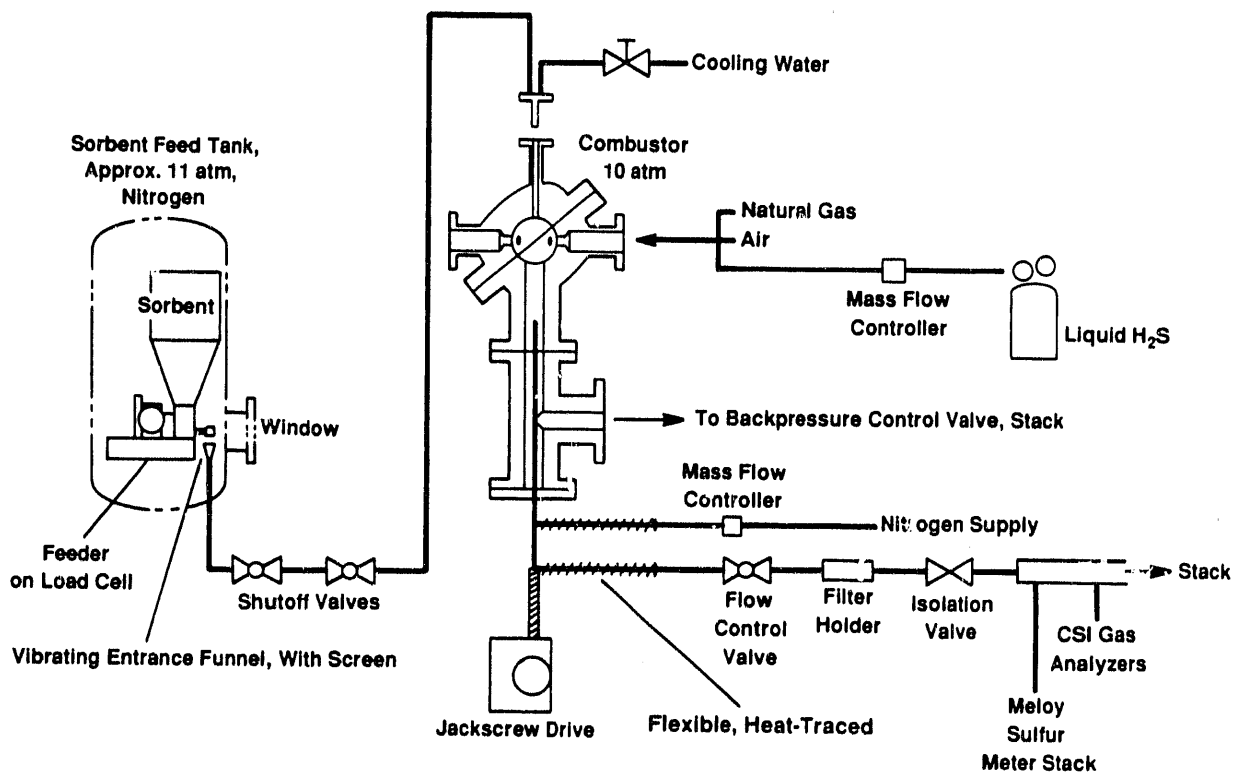 Cooling Water
Sorbent Feed Tank,
Approx. 11 atm,
Nitrogen
Combustor
10 atm
Natural Gas
Air
Sorbent
Mass Flow
Controller
Liquid H₂S
Window
To Backpressure Control Valve, Stack
Mass Flow
Controller
Nitrogen Supply
Feeder
on Load Cell
Shutoff Valves
Flow
Control
Valve
Filter
Holder
Isolation
Valve
Stack
CSI Gas
Analyzers
Vibrating Entrance Funnel, With Screen
Jackscrew Drive
Flexible, Heat-Traced
Meloy
Sulfur
Meter Stack